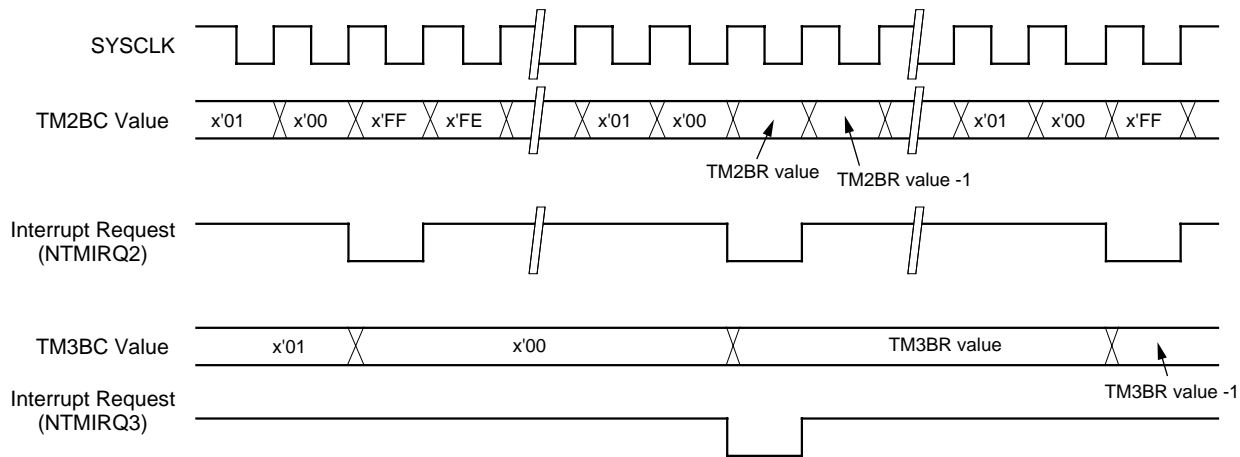 SYSCLK
TM2BC Value
x'01 x'00 x'FF x'FE x'01 x'00 x'01 x'00 x'FF
TM2BR value
TM2BR value -1
Interrupt Request
(NTMIRQ2)
TM3BC Value
x'01 x'00 TM3BR value
TM3BR value -1
Interrupt Request
(NTMIRQ3)